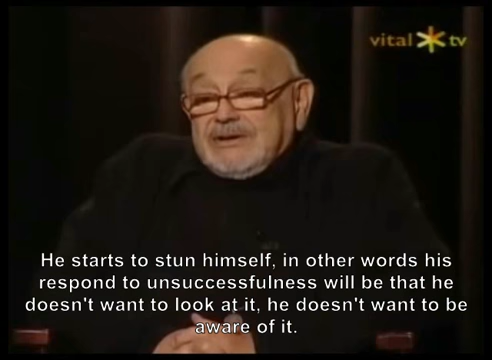 vital tv
He starts to stun himself, in other words his
respond to unsuccessfulness will be that he
doesn't want to look at it, he doesn't want to be
aware of it.